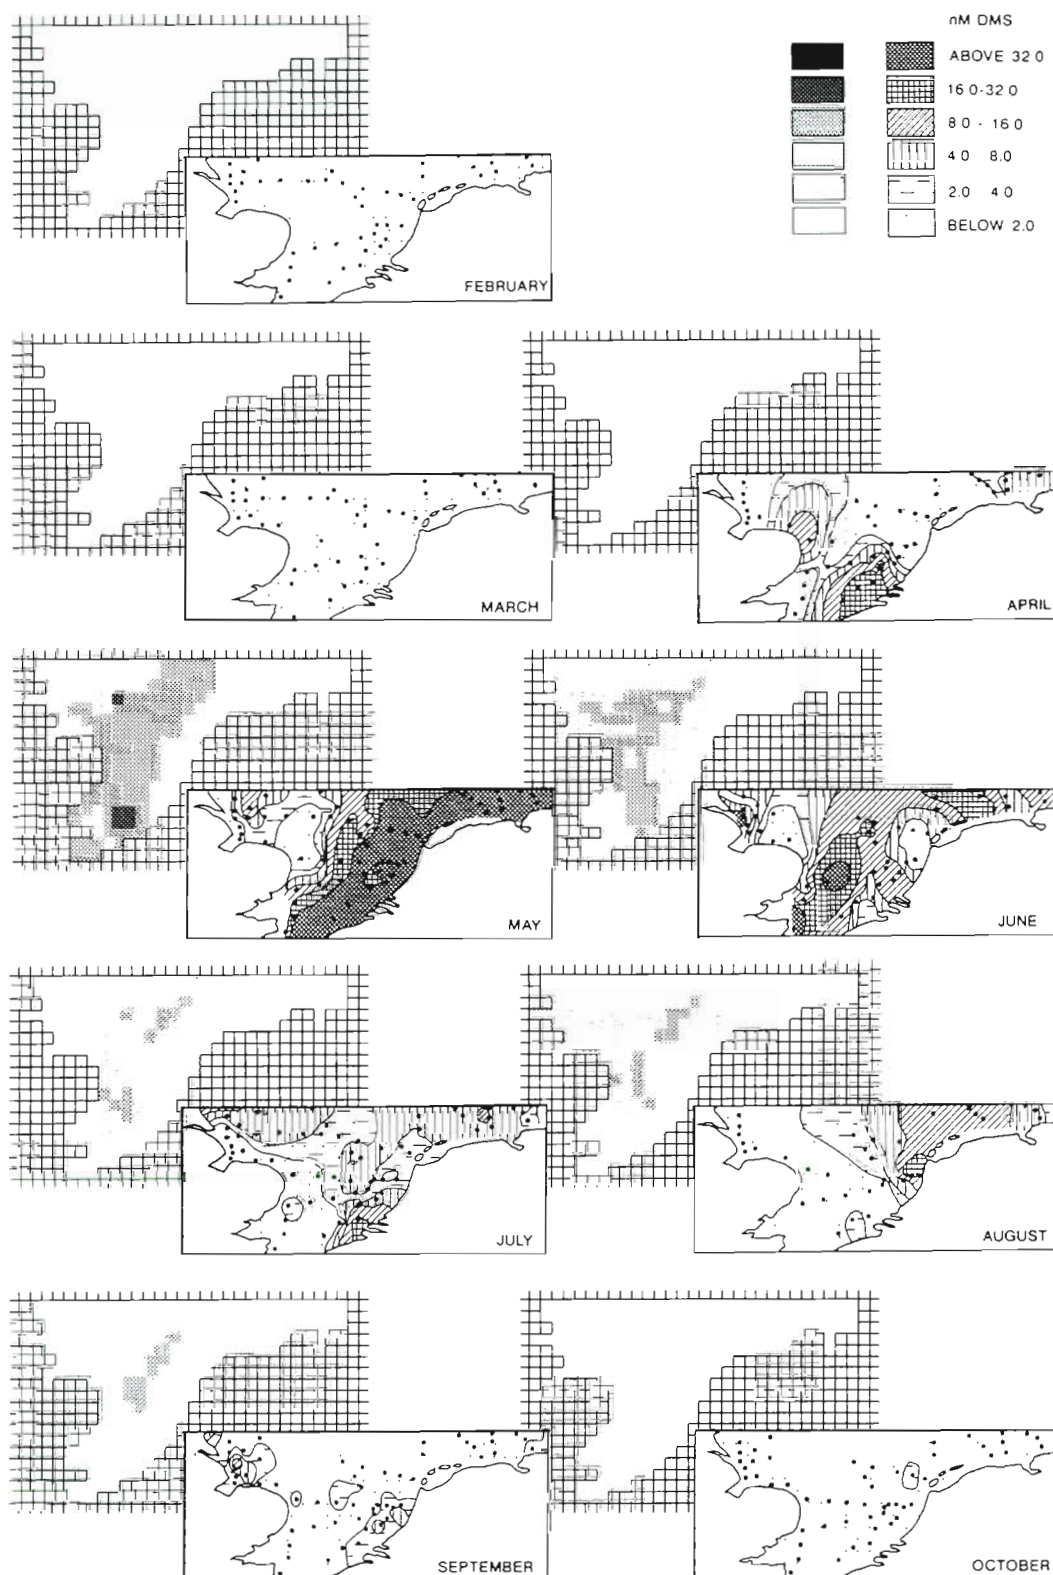 nM DMS
ABOVE 32 0
16 0-32 0
8 0 - 16 0
4 0 8.0
2.0 4 0
BELOW 2.0
FEBRUARY
MARCH
APRIL
MAY
JUNE
JULY
AUGUST
SEPTEMBER
OCTOBER